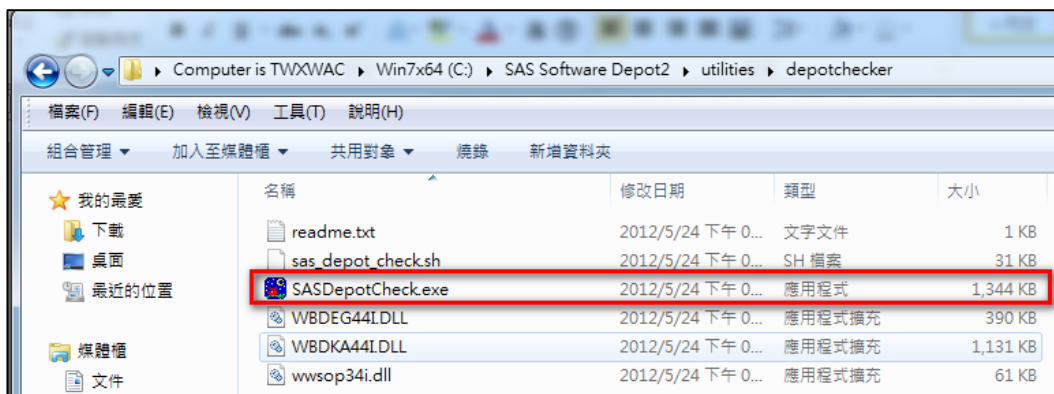 Computer is TWXWAC ▸ Win7x64 (C:) ▸ SAS Software Depot2 ▸ utilities ▸ depotchecker
檔案(F) 編輯(E) 檢視(V) 工具(T) 說明(H)
組合管理 ▼ 加入至媒體櫃 ▼ 共用對象 ▼ 燒錄 新增資料夾
我的最愛
下載
桌面
最近的位置
媒體櫃
文件
名稱 修改日期 類型 大小
readme.txt 2012/5/24 下午 0... 文字文件 1 KB
sas_depot_check.sh 2012/5/24 下午 0... SH 檔案 31 KB
SASDepotCheck.exe 2012/5/24 下午 0... 應用程式 1,344 KB
WBDEG44I.DLL 2012/5/24 下午 0... 應用程式擴充 390 KB
WBDKA44I.DLL 2012/5/24 下午 0... 應用程式擴充 1,131 KB
wwsop34i.dll 2012/5/24 下午 0... 應用程式擴充 61 KB